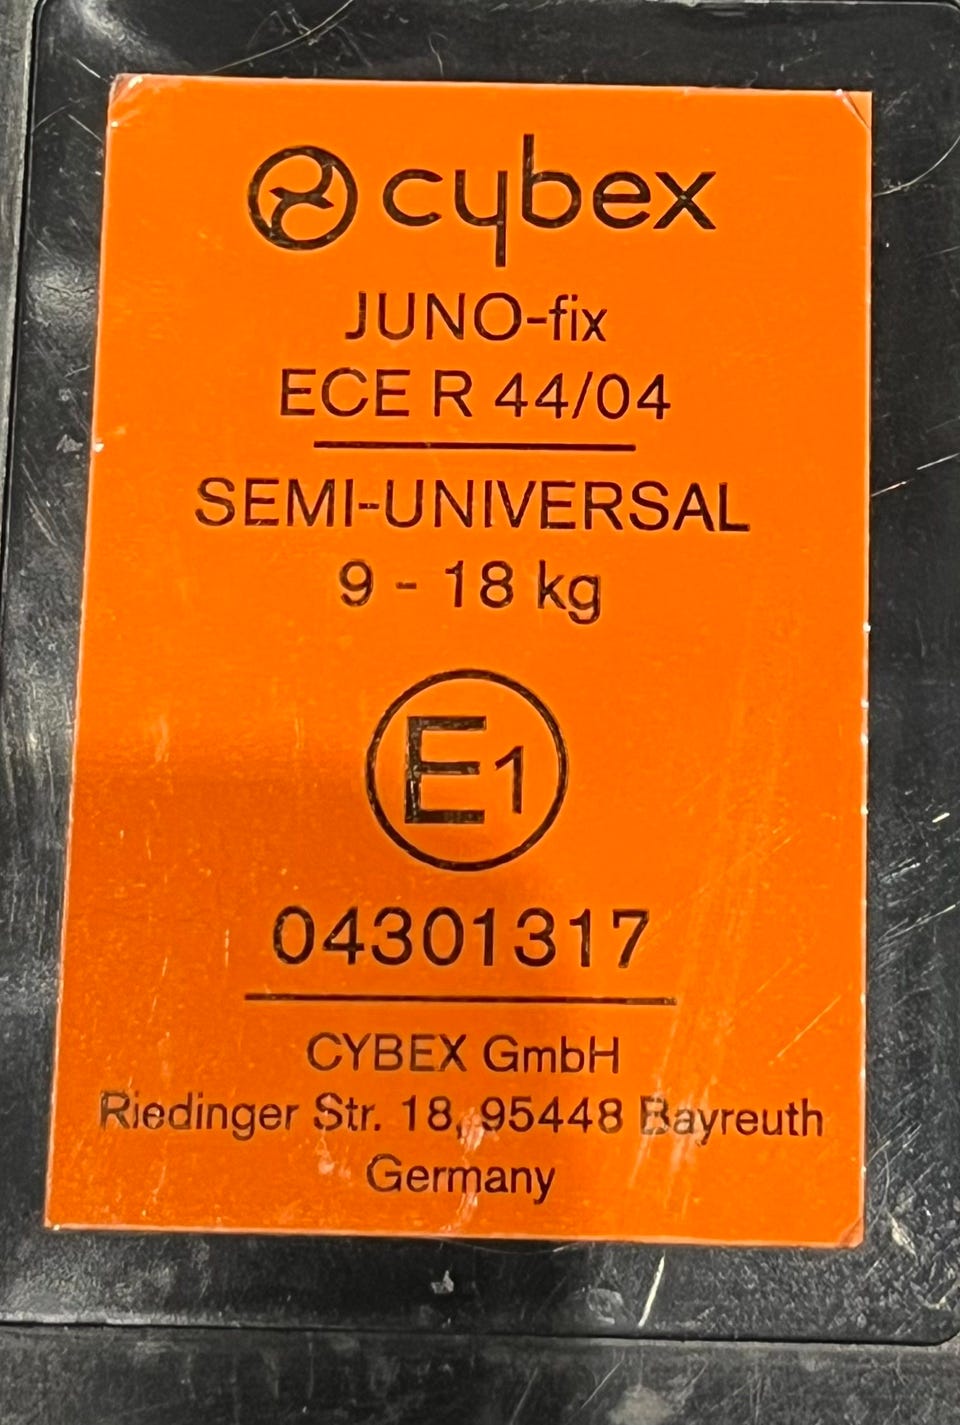 cybex
JUNO-fix
ECE R 44/04
SEMI-UNIVERSAL
9 - 18 kg
E1
04301317
CYBEX GmbH
Riedinger Str. 18, 95448 Bayreuth
Germany